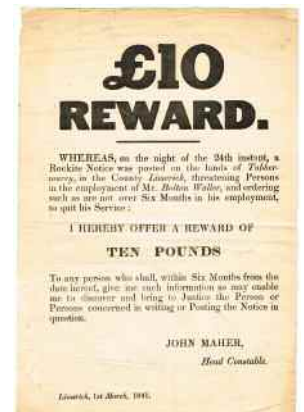 £10
REWARD.
WHEREAS, on the night of the 24th instant, a
Rockite Notice was posted on the lands of
in the County Limerick, threatening Persons
in the employment of Mr. Bolton Waller, and ordering
such as are not over Six Months in his employment,
to quit his Service:
I HEREBY OFFER A REWARD OF
TEN POUNDS
To any person who shall, within Six Months from the
date hereof, give me such information as may enable
me to discover and bring to Justice the Person or
Persons concerned in writing or Posting the Notice in
question.
JOHN MAHER,
Head Constable.
Limerick, 1st March,